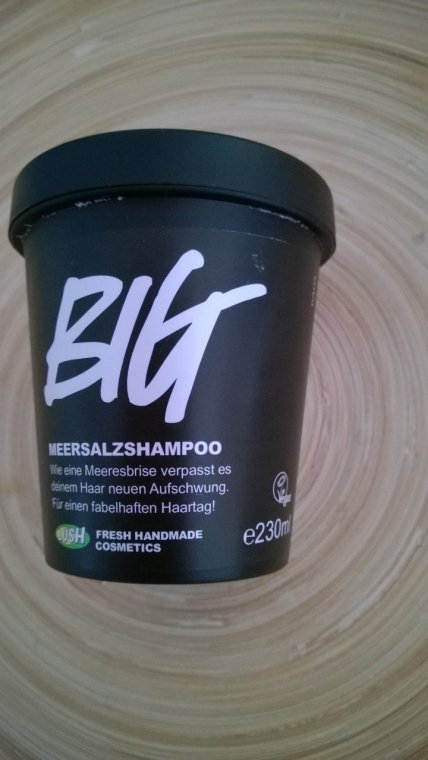 BIG
MEERSALZSHAMPOO
Wie eine Meeresbrise verpasst es
deinem Haar neuen Aufschwung.
Für einen fabelhaften Haartag!
LUSH
FRESH HANDMADE
COSMETICS
Vegan
e230ml